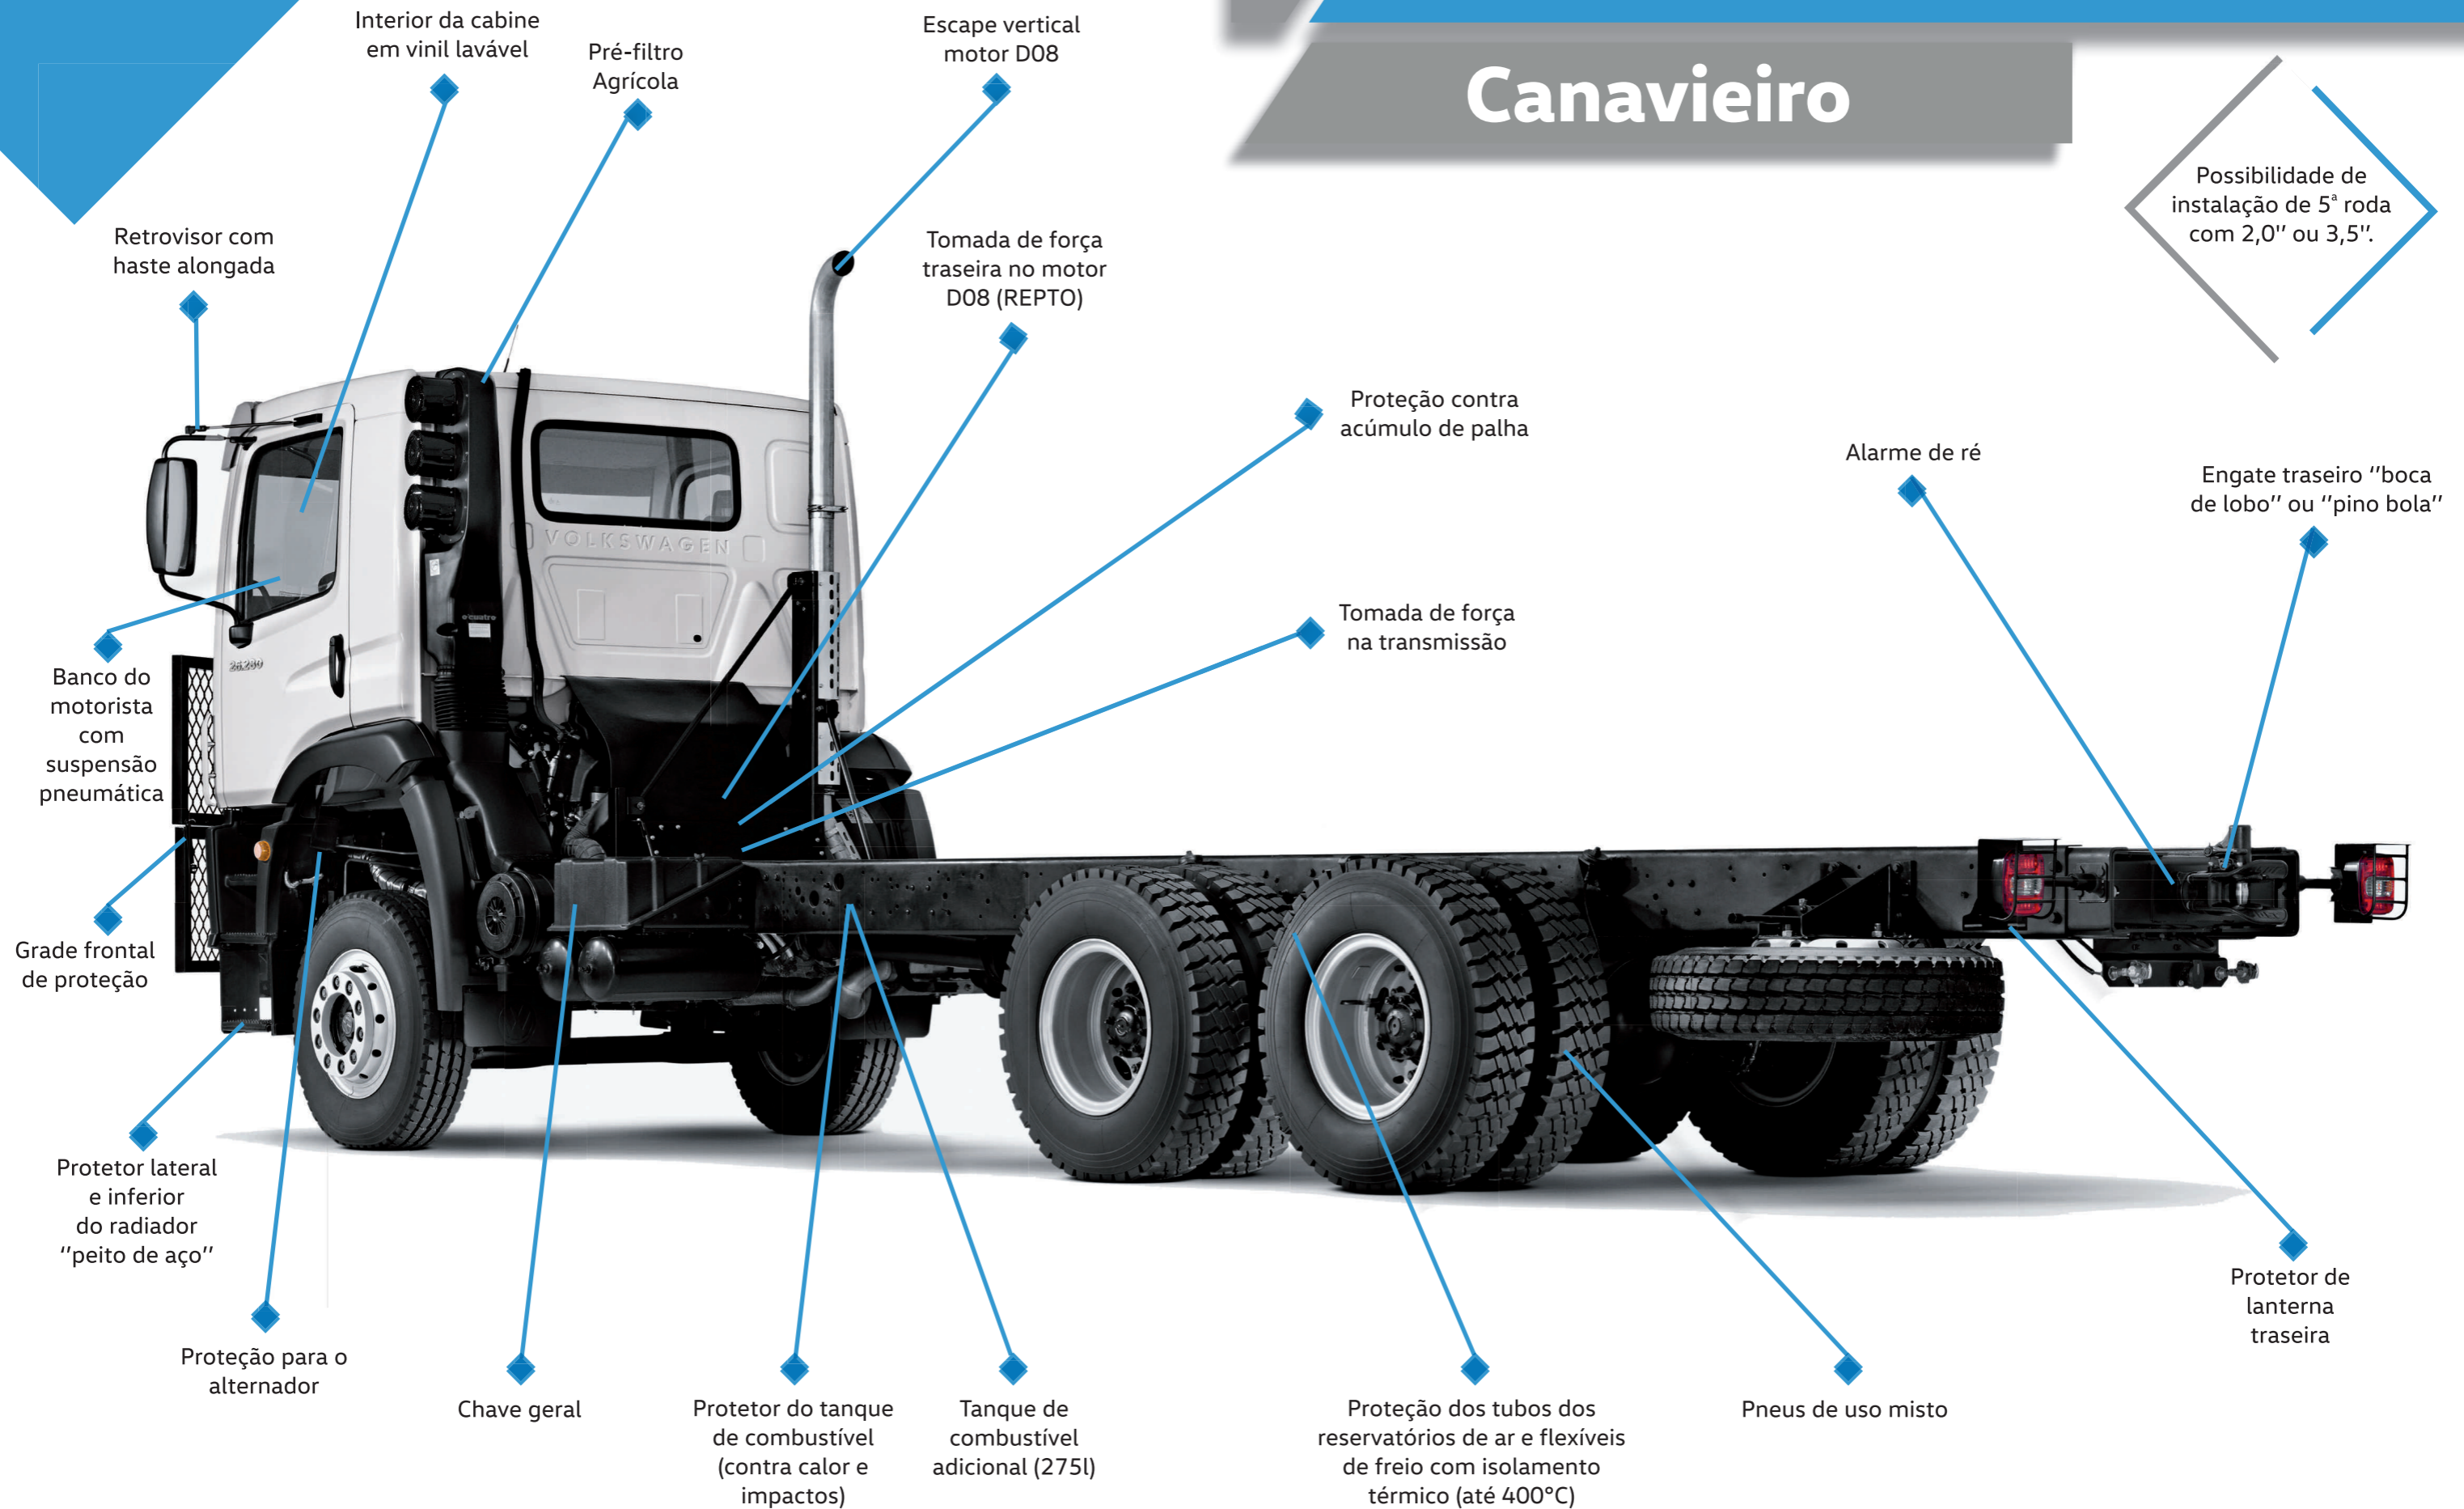 Interior da cabine
em vinil lavável
Pré-filtro
Agrícola
Escape vertical
motor D08
Canavieiro
Possibilidade de
instalação de 5ª roda
com 2,0'' ou 3,5''.
Retrovisor com
haste alongada
Tomada de força
traseira no motor
D08 (REPTO)
Proteção contra
acúmulo de palha
Alarme de ré
Engate traseiro ‘‘boca
de lobo’’ ou ‘‘pino bola’’
VOLKSWAGEN
Tomada de força
na transmissão
26.280
Banco do
motorista
com
suspensão
pneumática
Grade frontal
de proteção
Protetor lateral
e inferior
do radiador
‘‘peito de aço’’
Proteção para o
alternador
Chave geral
Protetor do tanque
de combustível
(contra calor e
impactos)
Tanque de
combustível
adicional (275l)
Proteção dos tubos dos
reservatórios de ar e flexíveis
de freio com isolamento
térmico (até 400°C)
Pneus de uso misto
Protetor de
lanterna
traseira